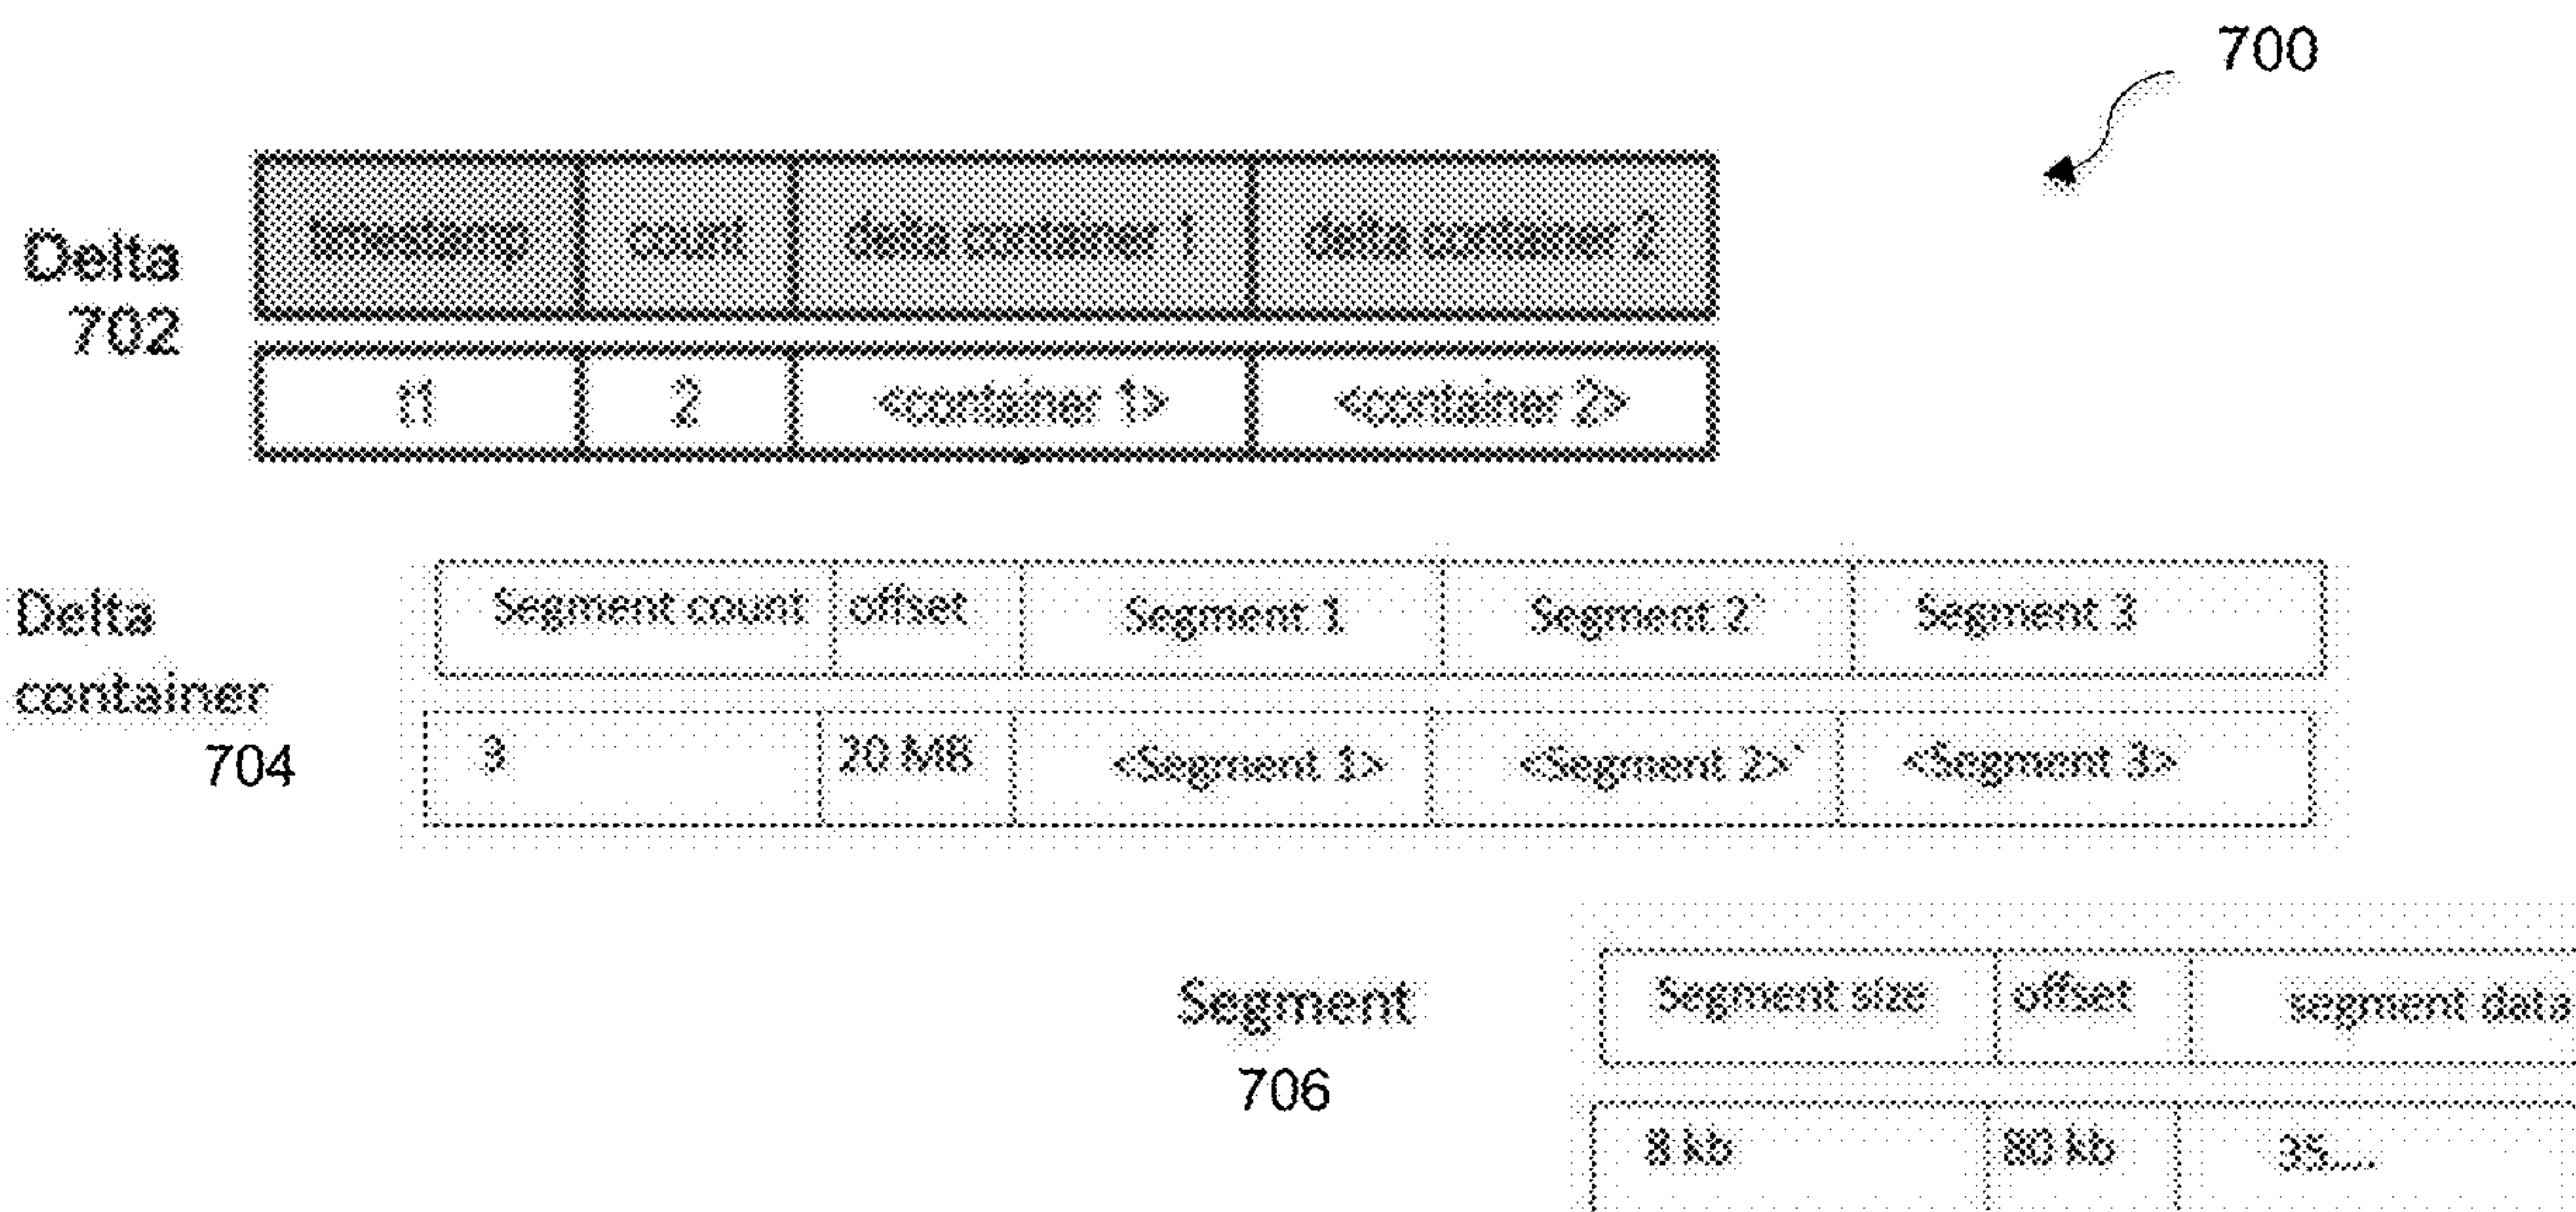 700
Delta
702
timestamp count delta container 1 delta container 2
t1 2 <container 1> <container 2>
Delta
container
704
Segment count offset Segment 1 Segment 2 Segment 3
3 20 MB <Segment 1> <Segment 2> <Segment 3>
Segment
706
Segment size offset segment data
8 kb 80 kb 35....